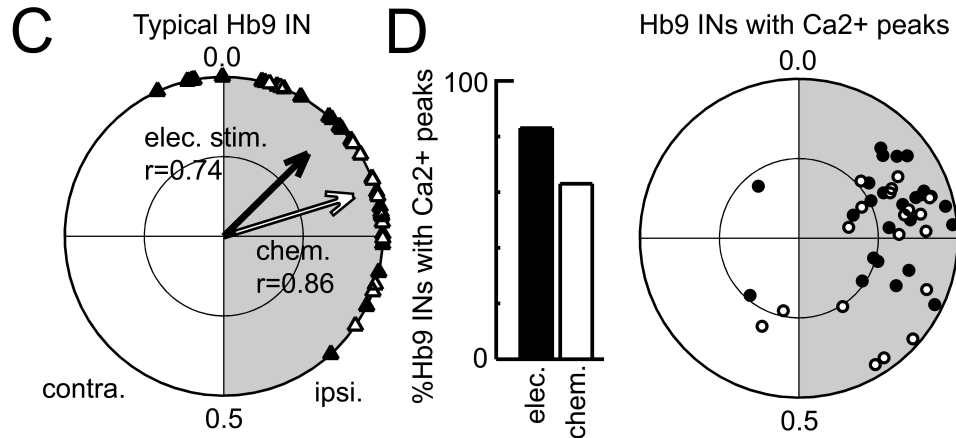 C
Typical Hb9 IN
0.0
elec. stim.
r=0.74
chem.
r=0.86
contra.
ipsi.
0.5
D
%Hb9 INs with Ca2+ peaks
100
0
elec.
chem.
Hb9 INs with Ca2+ peaks
0.0
0.5